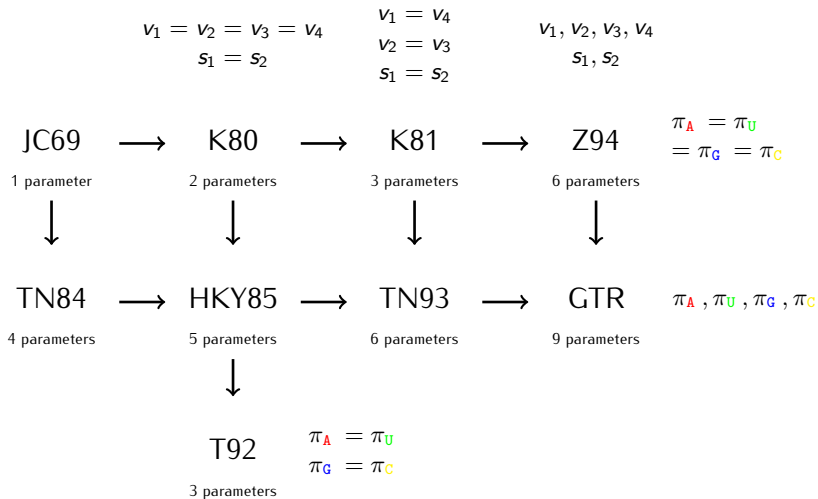 v₁ = v₂ = v₃ = v₄
s₁ = s₂
v₁ = v₄
v₂ = v₃
s₁ = s₂
v₁, v₂, v₃, v₄
s₁, s₂
JC69 → K80 → K81 → Z94
1 parameter 2 parameters 3 parameters 6 parameters
π_A = π_U
= π_G = π_C
↓ ↓ ↓ ↓
TN84 → HKY85 → TN93 → GTR π_A , π_U , π_G , π_C
4 parameters 5 parameters 6 parameters 9 parameters
↓
T92
3 parameters
π_A = π_U
π_G = π_C